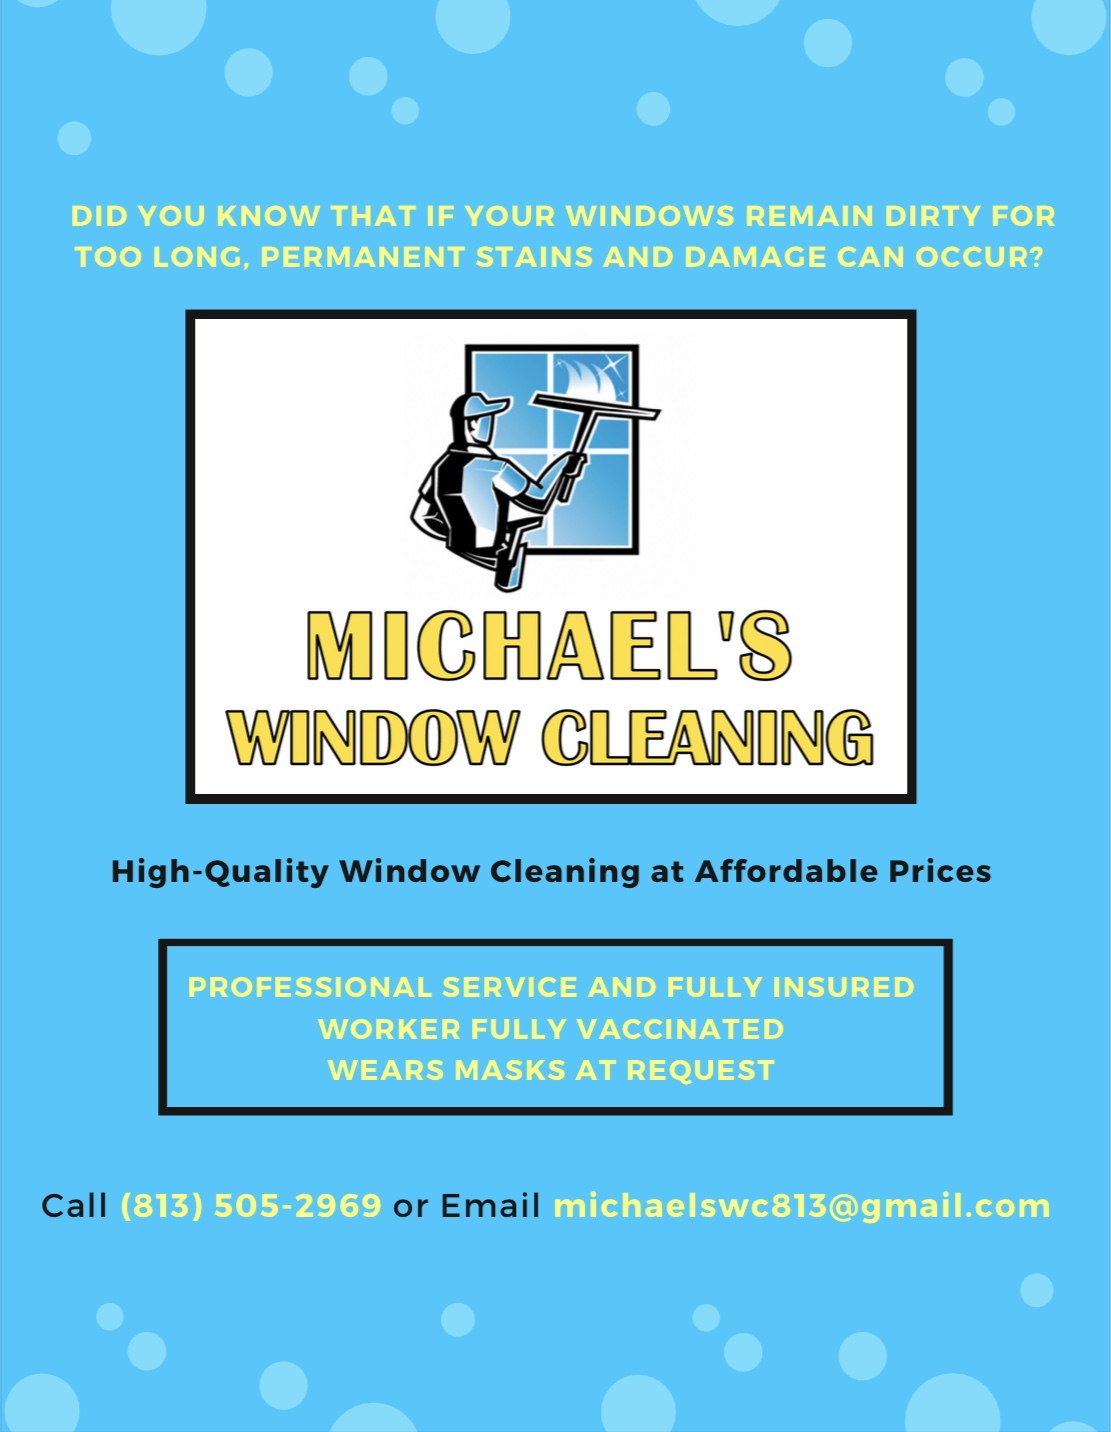 DID YOU KNOW THAT IF YOUR WINDOWS REMAIN DIRTY FOR
TOO LONG, PERMANENT STAINS AND DAMAGE CAN OCCUR?
MICHAEL'S
WINDOW CLEANING
High-Quality Window Cleaning at Affordable Prices
PROFESSIONAL SERVICE AND FULLY INSURED
WORKER FULLY VACCINATED
WEARS MASKS AT REQUEST
Call (813) 505-2969 or Email michaelswc813@gmail.com